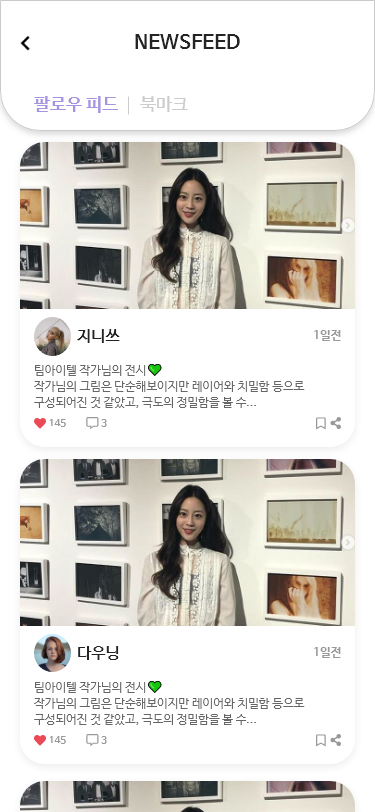 NEWSFEED
팔로우 피드 | 북마크
지니쓰 1일전
팀아이텔 작가님의 전시💚
작가님의 그림은 단순해보이지만 레이어와 치밀함 등으로
구성되어진 것 같았고, 극도의 정밀함을 볼 수...
145 3
다우닝 1일전
팀아이텔 작가님의 전시💚
작가님의 그림은 단순해보이지만 레이어와 치밀함 등으로
구성되어진 것 같았고, 극도의 정밀함을 볼 수...
145 3